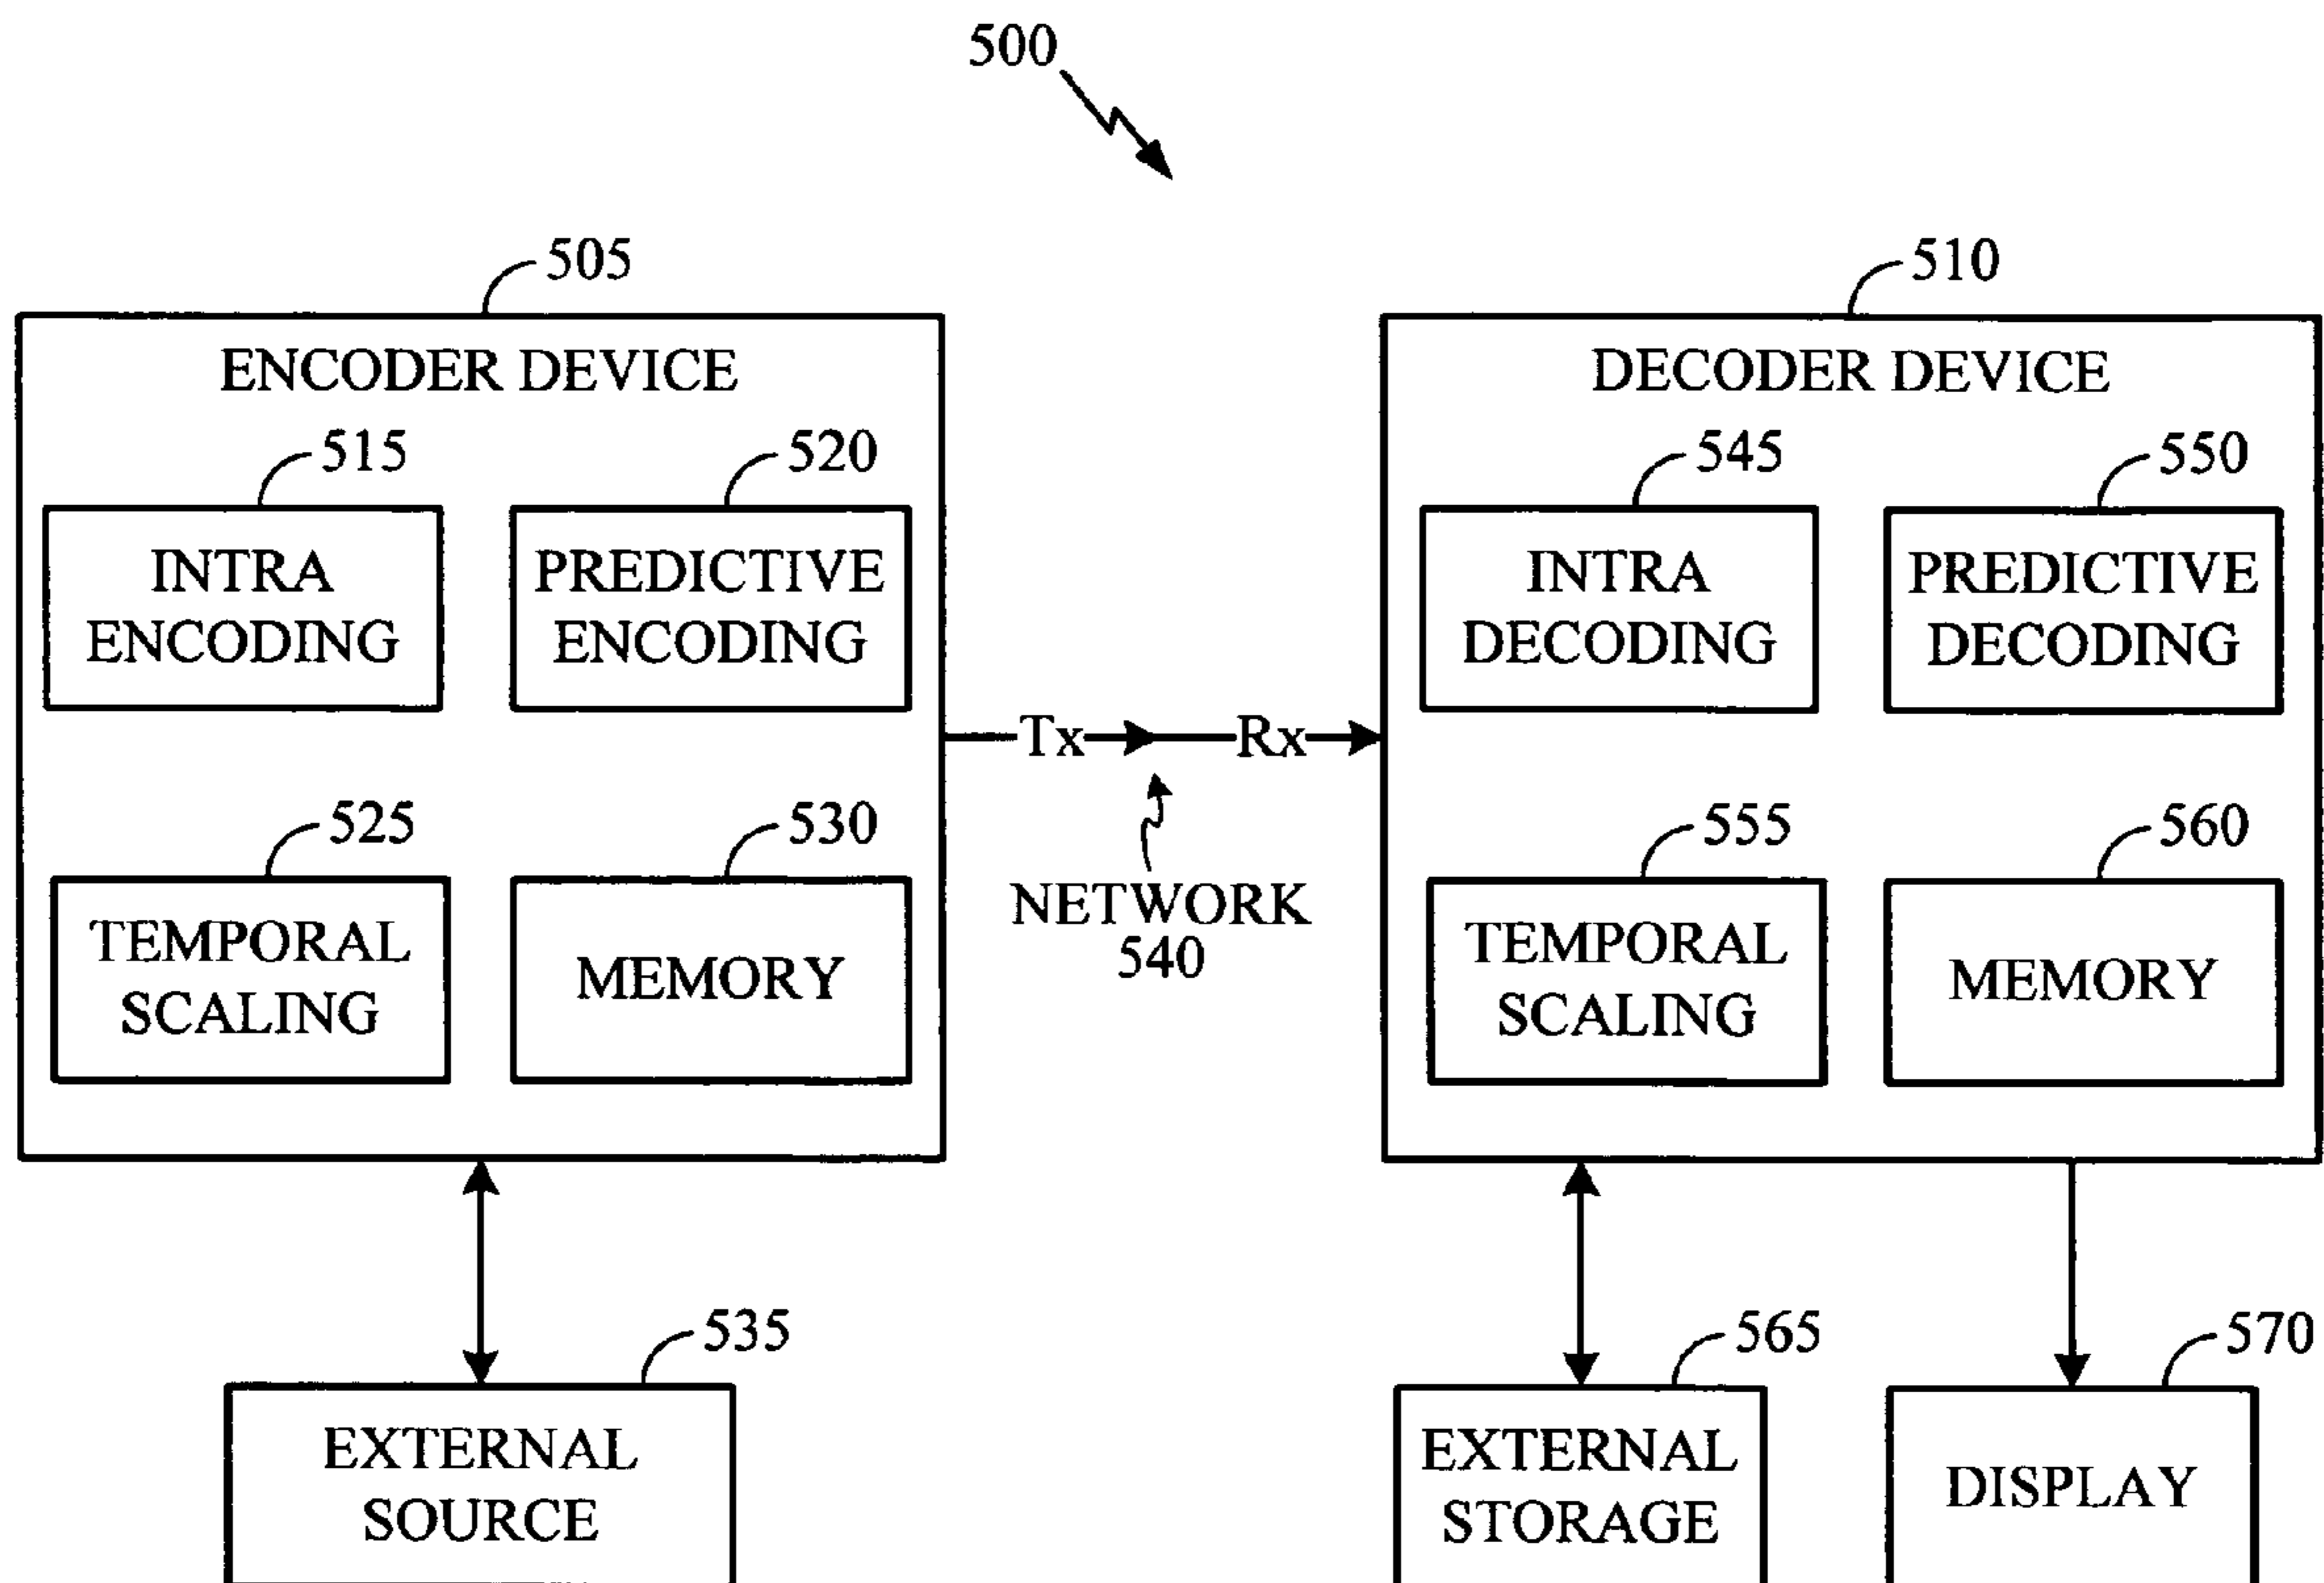 500
505
510
ENCODER DEVICE
DECODER DEVICE
515
520
545
550
INTRA
ENCODING
PREDICTIVE
ENCODING
INTRA
DECODING
PREDICTIVE
DECODING
Tx
Rx
525
530
555
560
NETWORK
540
TEMPORAL
SCALING
MEMORY
TEMPORAL
SCALING
MEMORY
535
565
570
EXTERNAL
SOURCE
EXTERNAL
STORAGE
DISPLAY